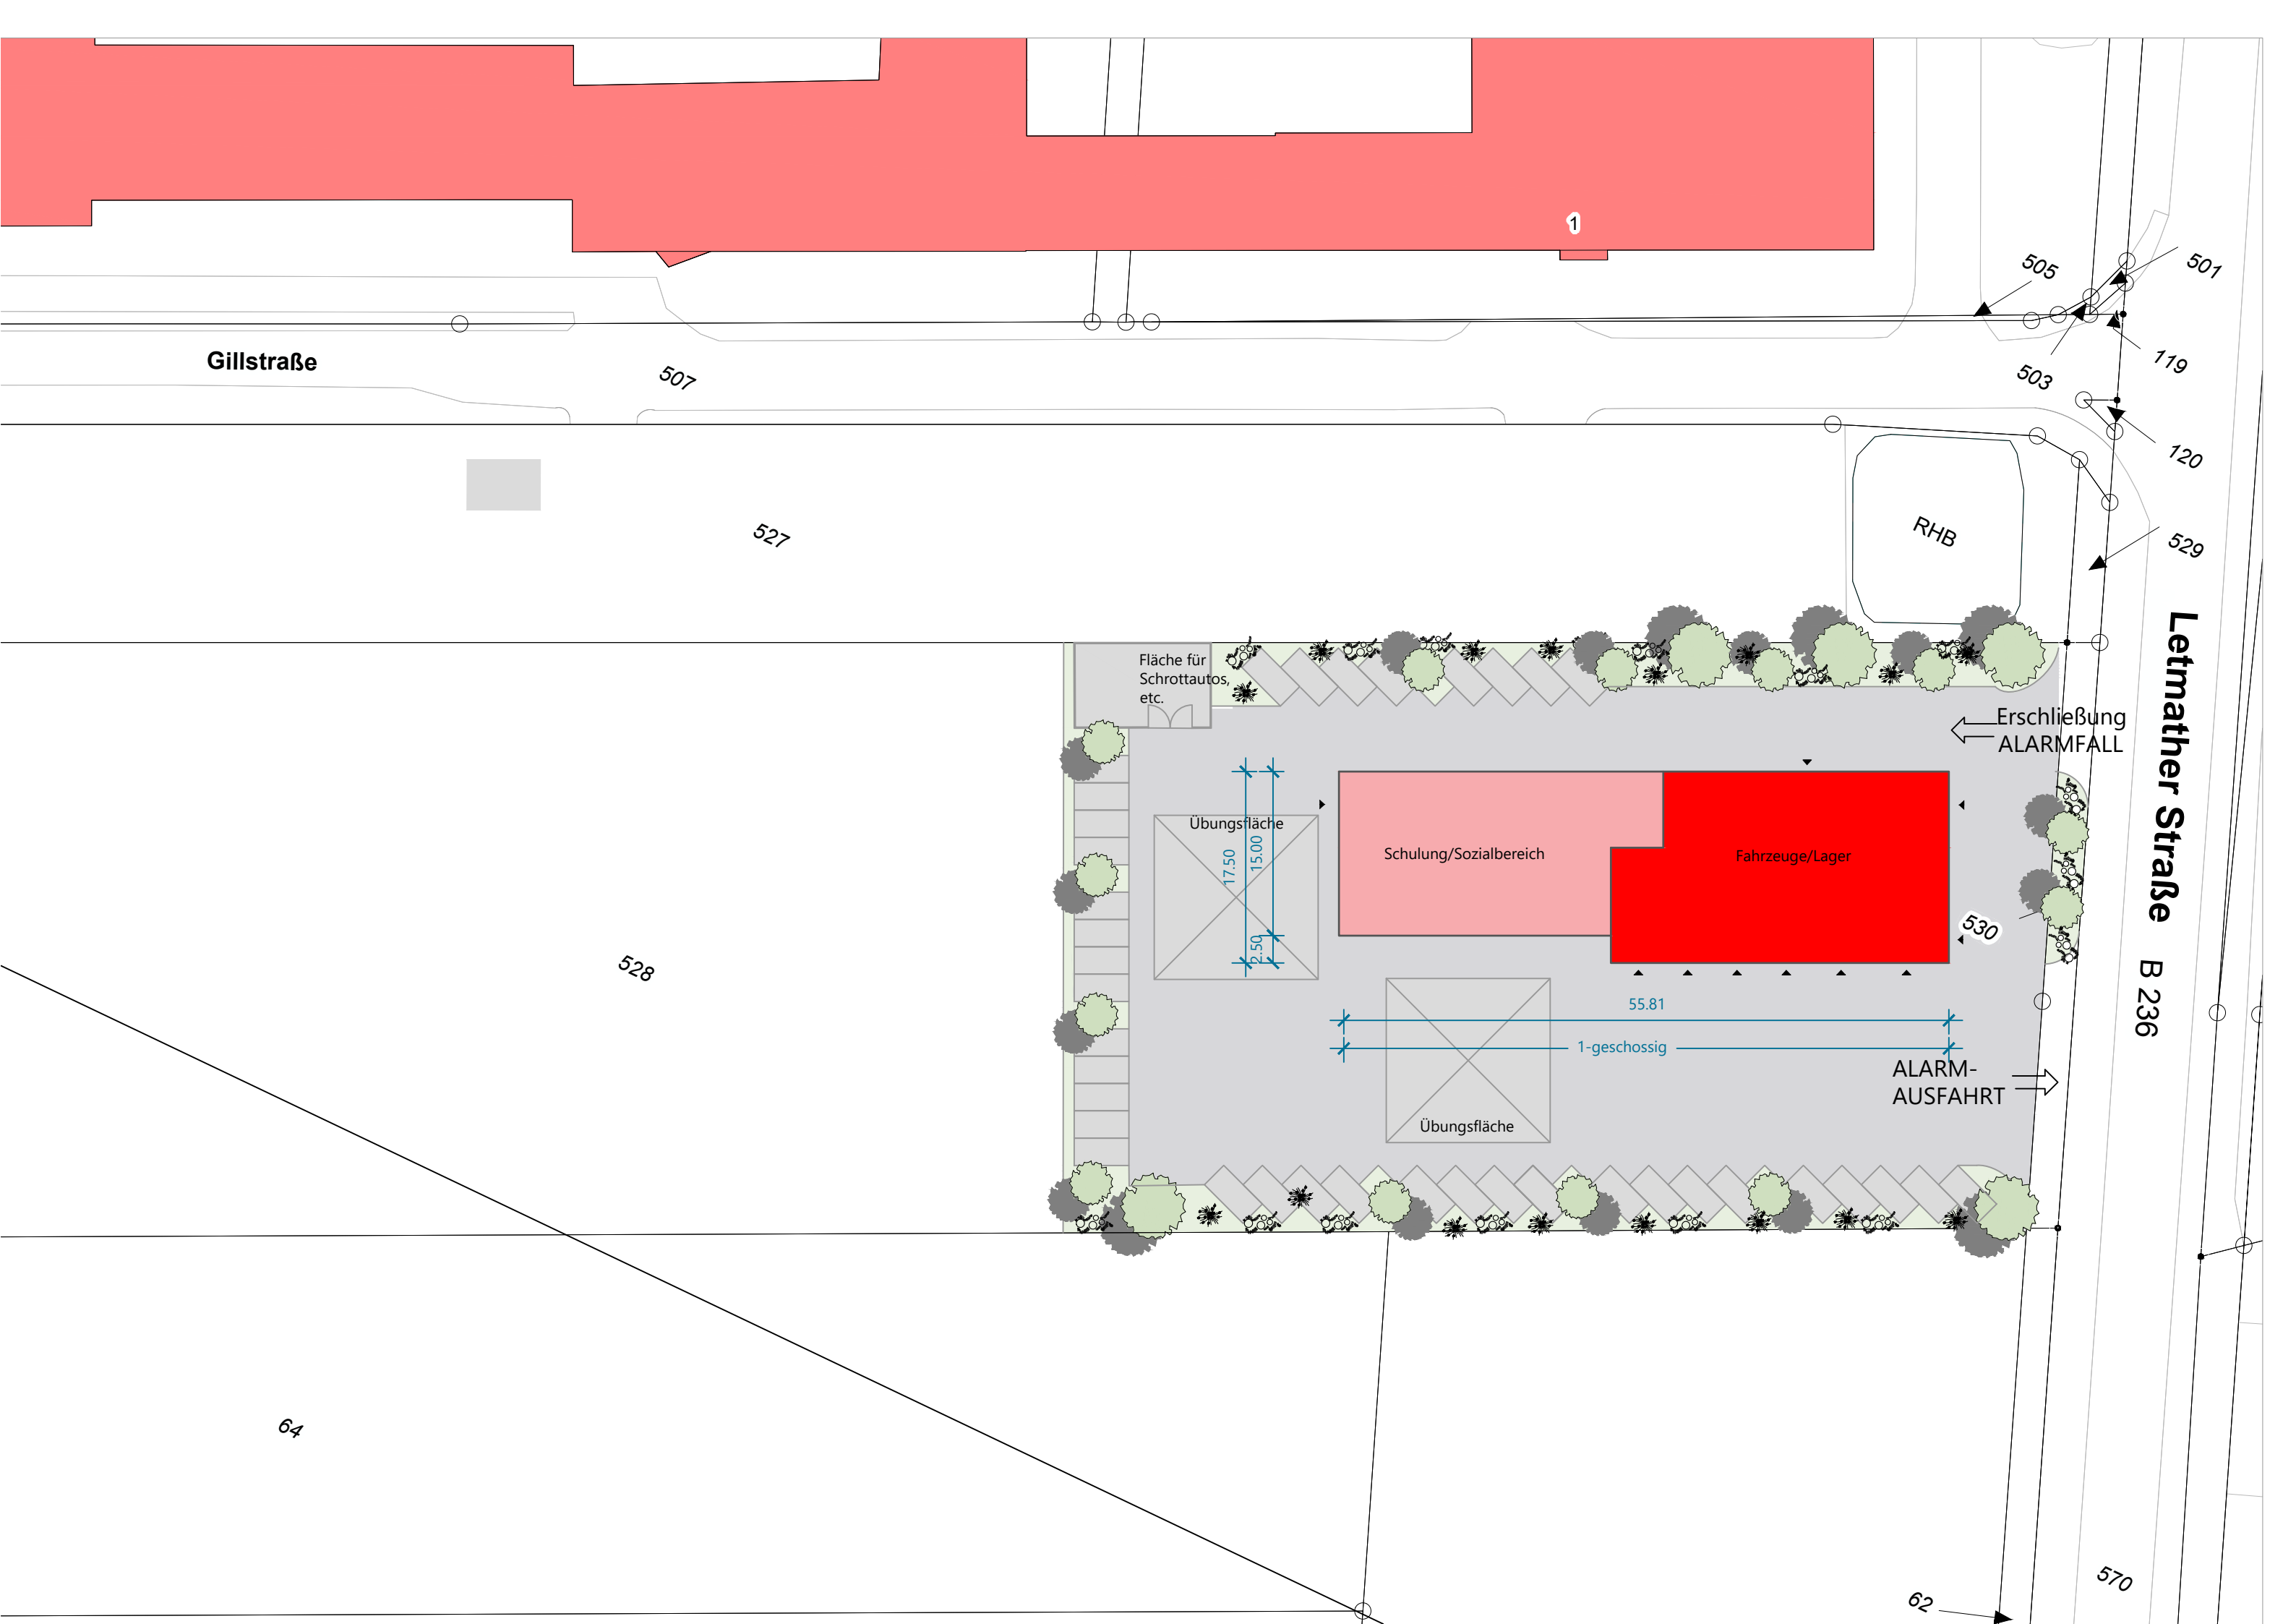 1
505
501
Gillstraße
507
503
119
120
527
RHB
529
Fläche für
Schrottautos,
etc.
Erschließung
ALARMFALL
Letmather Straße B 236
Übungsfläche
17.50
15.00
2.50
Schulung/Sozialbereich
Fahrzeuge/Lager
530
528
55.81
1-geschossig
ALARM-
AUSFAHRT
Übungsfläche
64
570
62